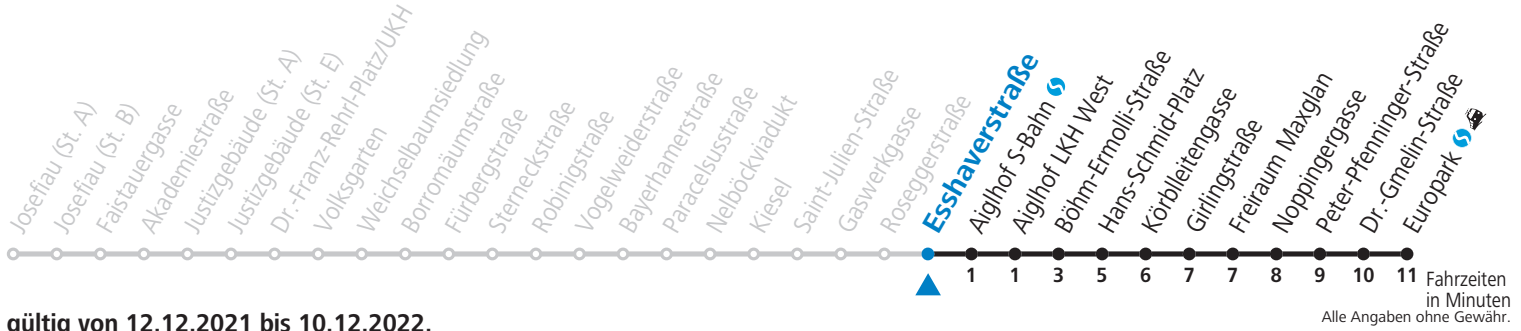 Josefiau (St. A)
Josefiau (St. B)
Faistauergasse
Akademiestraße
Justizgebäude (St. A)
Justizgebäude (St. E)
Dr.-Franz-Rehrl-Platz/UKH
Volksgarten
Weichselbaumsiedlung
Borromäumstraße
Fürbergstraße
Sterneckstraße
Robinigstraße
Vogelweiderstraße
Bayerhamerstraße
Paracelsusstraße
Nelböckviadukt
Kiesel
Saint-Julien-Straße
Gaswerkgasse
Roseggerstraße
Esshaverstraße
Aiglhof S-Bahn
Aiglhof LKH West
Böhm-Ermolli-Straße
Hans-Schmid-Platz
Körblleitengasse
Girlingstraße
Freiraum Maxglan
Noppingergasse
Peter-Pfenninger-Straße
Dr.-Gmelin-Straße
Europark
1 1 3 5 6 7 7 8 9 10 11
Fahrzeiten
in Minuten
Alle Angaben ohne Gewähr.
gültig von 12.12.2021 bis 10.12.2022.